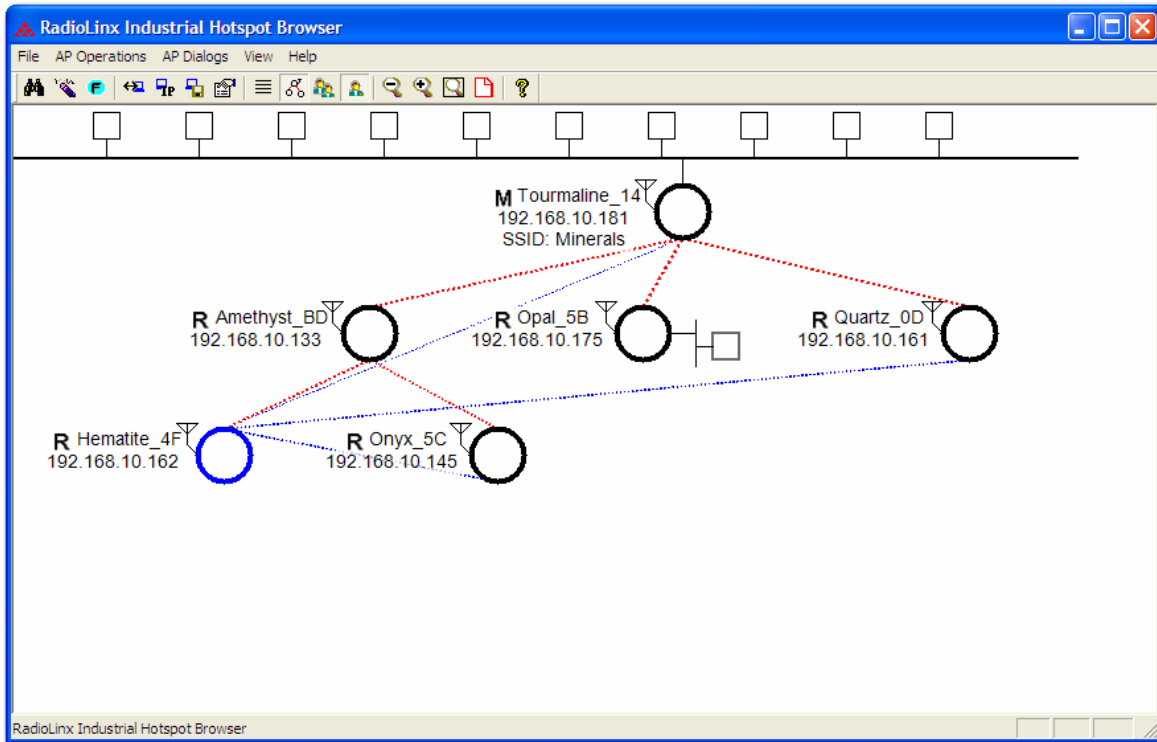 RadioLinx Industrial Hotspot Browser
File AP Operations AP Dialogs View Help
F IP ?
M Tourmaline_14
192.168.10.181
SSID: Minerals
R Amethyst_BD
192.168.10.133
R Opal_5B
192.168.10.175
R Quartz_0D
192.168.10.161
R Hematite_4F
192.168.10.162
R Onyx_5C
192.168.10.145
RadioLinx Industrial Hotspot Browser